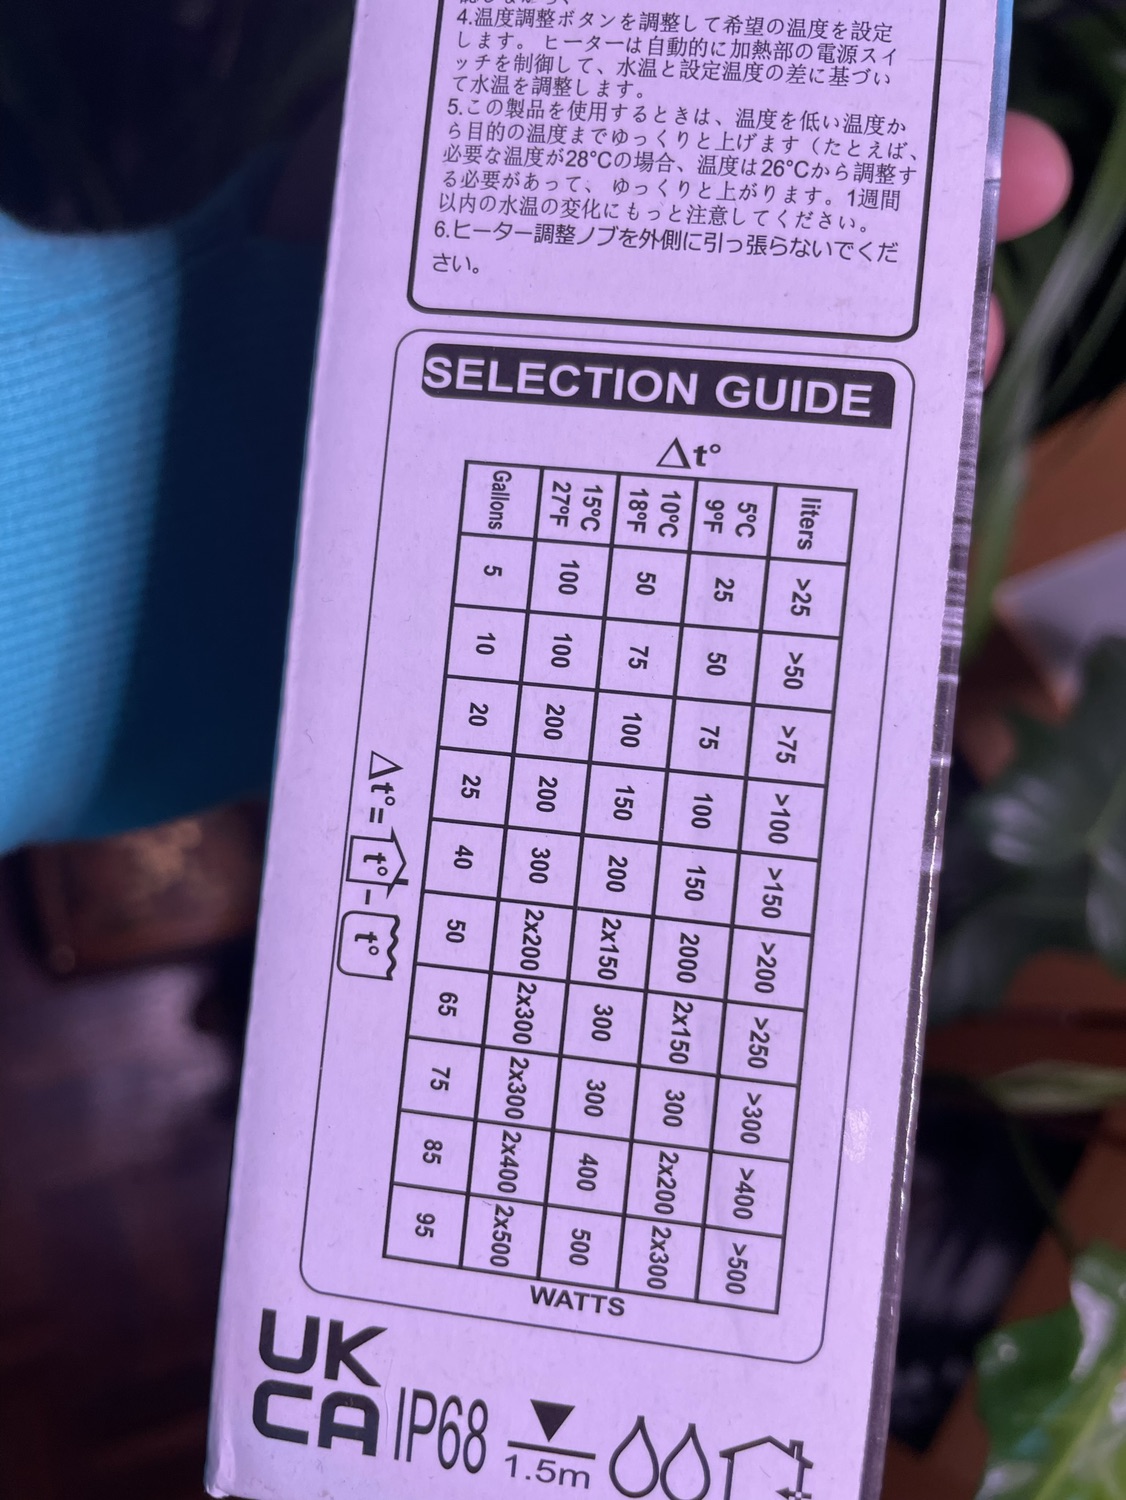 4.温度調整ボタンを調整して希望の温度を設定
します。 ヒーターは自動的に加熱部の電源スイ
ッチを制御して、水温と設定温度の差に基づい
て水温を調整します。
5.この製品を使用するときは、温度を低い温度か
ら目的の温度までゆっくりと上げます（たとえば、
必要な温度が28°Cの場合、温度は26°Cから調整す
る必要があって、 ゆっくりと上がります。1週間
以内の水温の変化にもっと注意してください。
6.ヒーター調整ノブを外側に引っ張らないでくだ
さい。
SELECTION GUIDE
Δt°
liters >25 >50 >75 >100 >150 >200 >250 >300 >400 >500
5ºC 9ºF 25 50 75 100 150 2000 2x150 300 2x200 2x300
10ºC 18ºF 50 75 100 150 200 2x150 300 300 400 500
15ºC 27ºF 100 100 200 200 300 2x200 2x300 2x300 2x400 2x500
Gallons 5 10 20 25 40 50 65 75 85 95
WATTS
Δt°= t° - t°
UK
CA
IP68
1.5m